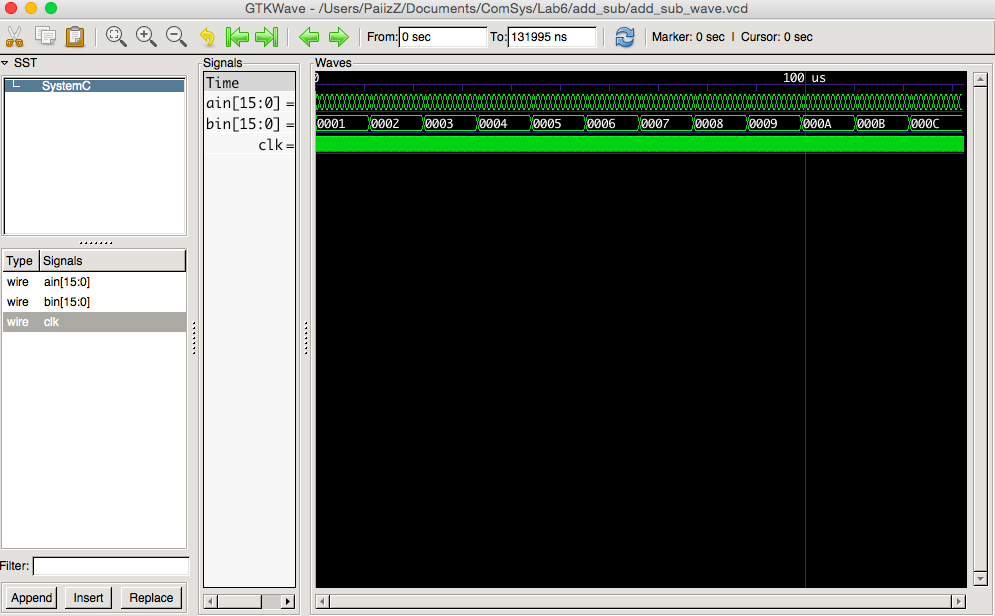 GTKWave - /Users/PaiizZ/Documents/ComSys/Lab6/add_sub/add_sub_wave.vcd
From: 0 sec To: 131995 ns Marker: 0 sec | Cursor: 0 sec
SST
SystemC
Type Signals
wire ain[15:0]
wire bin[15:0]
wire clk
Filter:
Append Insert Replace
Signals
Time
ain[15:0] =
bin[15:0] =
clk =
Waves
0 100 us
0001 0002 0003 0004 0005 0006 0007 0008 0009 000A 000B 000C